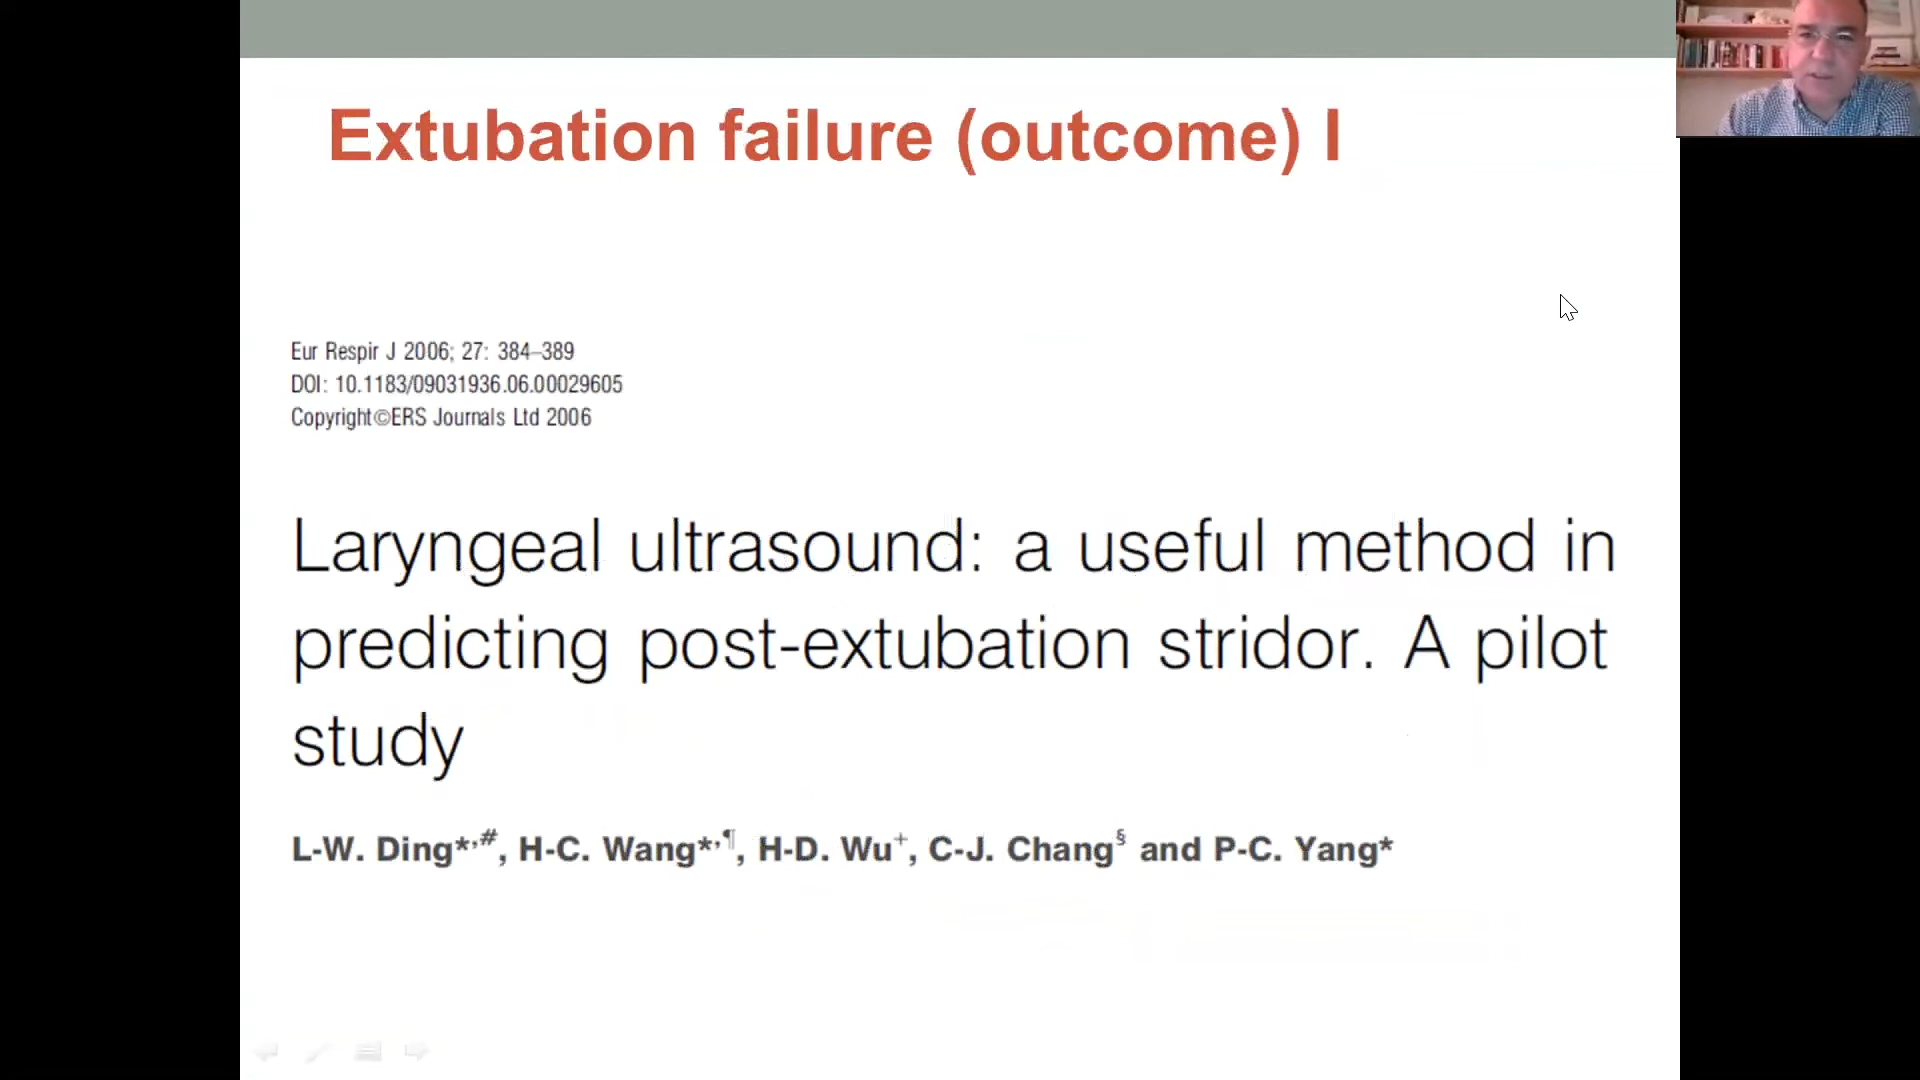 Extubation failure (outcome) I
Eur Respir J 2006; 27: 384–389
DOI: 10.1183/09031936.06.00029605
Copyright©ERS Journals Ltd 2006
Laryngeal ultrasound: a useful method in
predicting post-extubation stridor. A pilot
study
L-W. Ding*,#, H-C. Wang*,¶, H-D. Wu+, C-J. Chang§ and P-C. Yang*